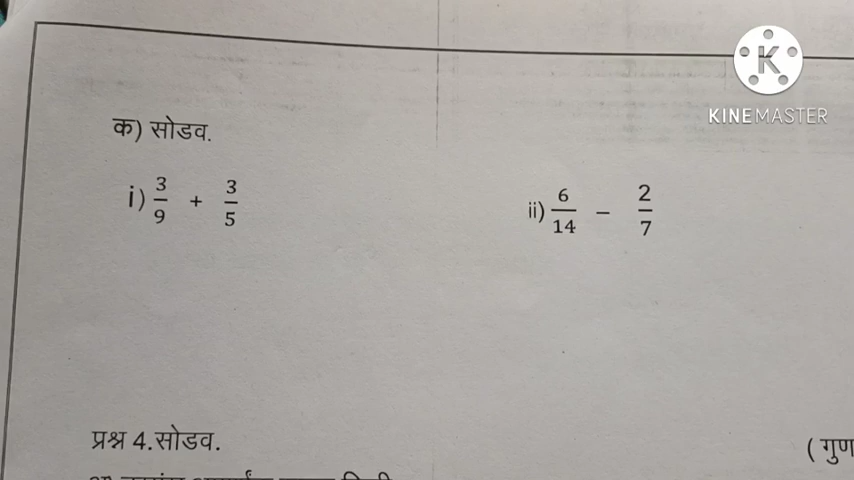 KINEMASTER
क) सोडव.
i) 3/9 + 3/5 ii) 6/14 – 2/7
प्रश्न 4.सोडव. ( गुण